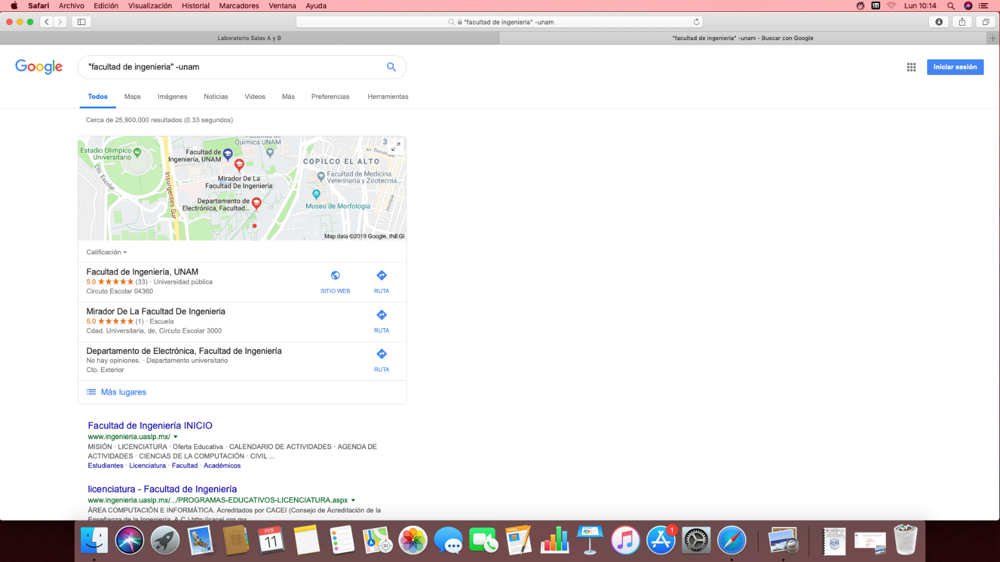 Safari Archivo Edición Visualización Historial Marcadores Ventana Ayuda Lun 10:14
"facultad de ingenieria" -unam
Laboratorio Salas A y B
"facultad de ingenieria" -unam - Buscar con Google
Google
"facultad de ingenieria" -unam
Iniciar sesión
Todos Maps Imágenes Noticias Videos Más Preferencias Herramientas
Cerca de 25,900,000 resultados (0.33 segundos)
Facultad de
Química UNAM
Estadio Olímpico
Universitario
Facultad de
Ingeniería, UNAM
Cto. Escolar
Insurgentes Sur
Mirador De La
Facultad De Ingenieria
Departamento de
Electrónica, Facultad...
3
COPILCO EL ALTO
Facultad de Medicina
Veterinaria y Zootecnia...
Museo de Morfología
Jocoque
Map data ©2019 Google, INEGI
Calificación
Facultad de Ingeniería, UNAM
5.0 (33) · Universidad pública
Circuto Escolar 04360
SITIO WEB
RUTA
Mirador De La Facultad De Ingenieria
5.0 (1) · Escuela
Cdad. Universitaria, de, Circuto Escolar 3000
RUTA
Departamento de Electrónica, Facultad de Ingeniería
No hay opiniones. · Departamento universitario
Cto. Exterior
RUTA
Más lugares
Facultad de Ingeniería INICIO
www.ingenieria.uaslp.mx/
MISIÓN · LICENCIATURA · Oferta Educativa · CALENDARIO DE ACTIVIDADES · AGENDA DE
ACTIVIDADES · CIENCIAS DE LA COMPUTACIÓN · CIVIL ...
Estudiantes · Licenciatura · Facultad · Académicos
licenciatura - Facultad de Ingeniería
www.ingenieria.uaslp.mx/.../PROGRAMAS-EDUCATIVOS-LICENCIATURA.aspx
ÁREA COMPUTACIÓN E INFORMÁTICA. Acreditados por CACEI (Consejo de Acreditación de la
Enseñanza de la Ingeniería, A.C.) http://cacei.org.mx
FEB
11
3D
PAGES
1